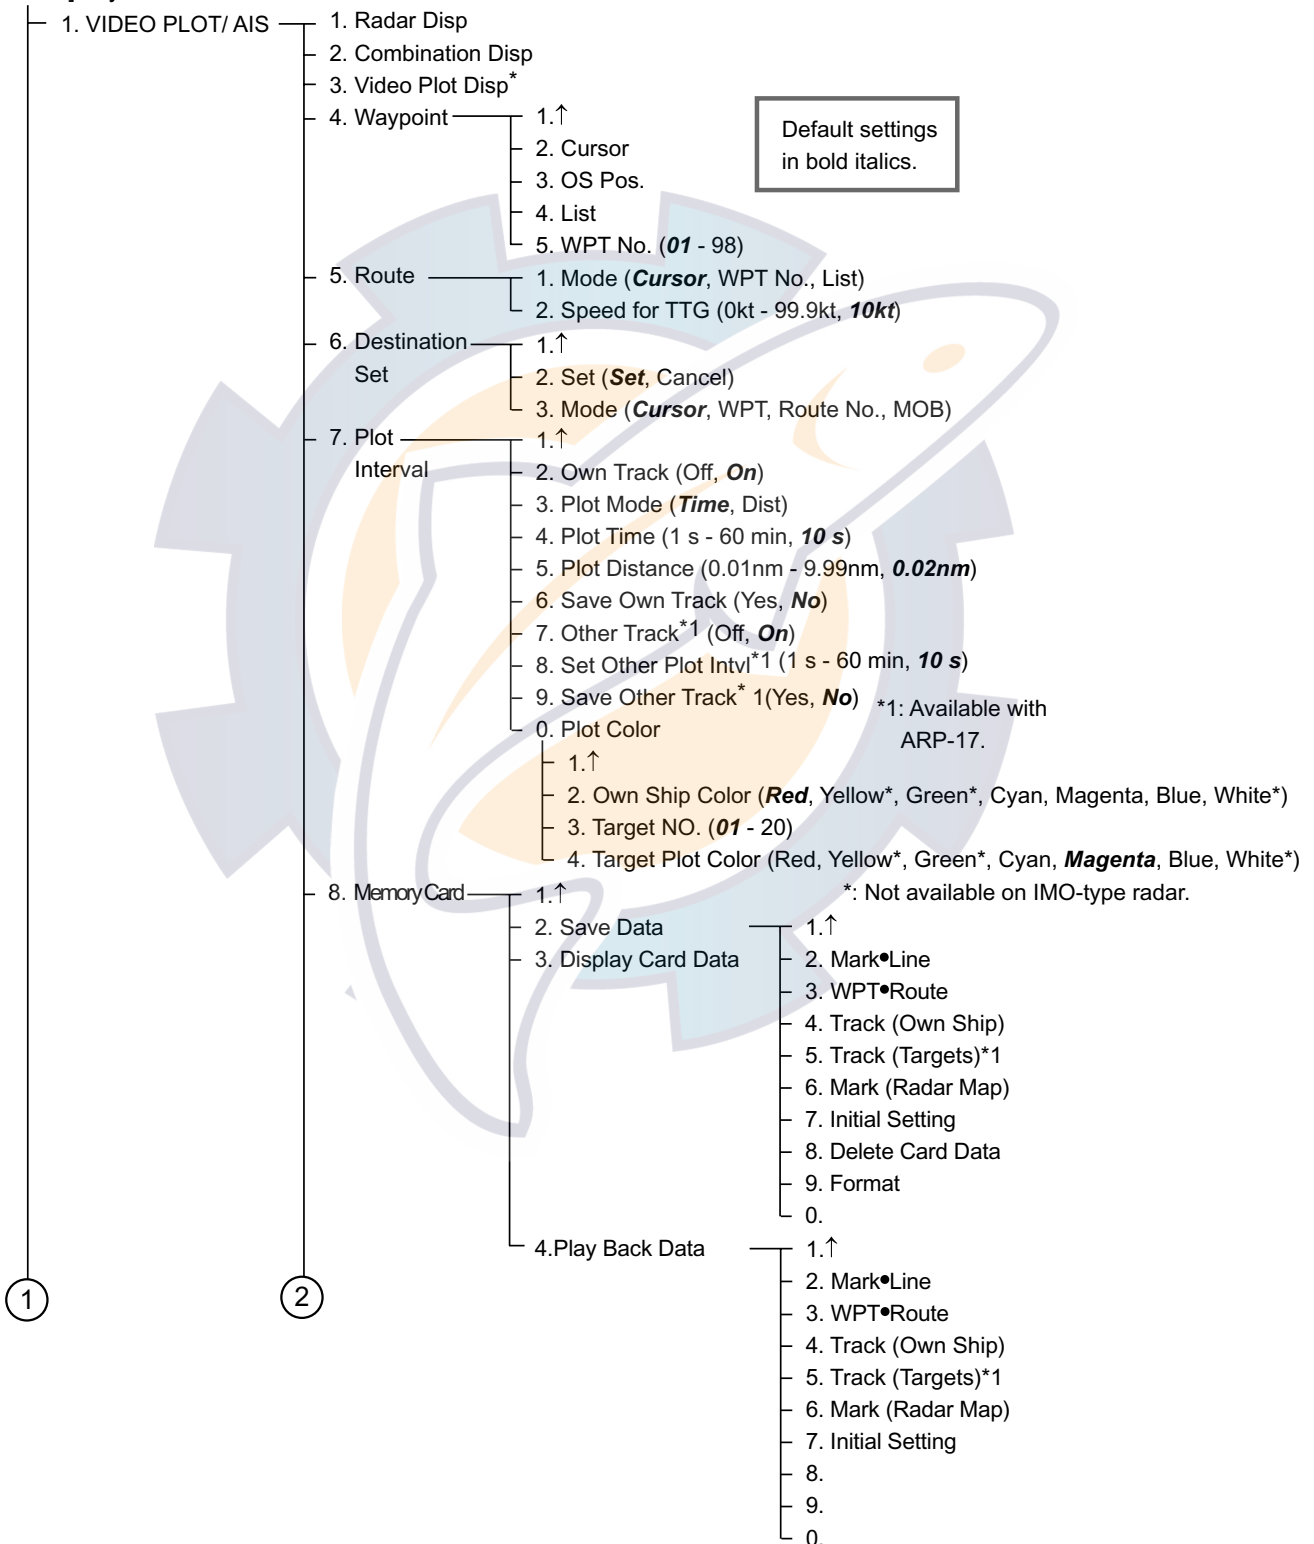 1. VIDEO PLOT/ AIS
1. Radar Disp
2. Combination Disp
3. Video Plot Disp*
4. Waypoint
1.↑
2. Cursor
3. OS Pos.
4. List
5. WPT No. (01 - 98)
Default settings
in bold italics.
5. Route
1. Mode (Cursor, WPT No., List)
2. Speed for TTG (0kt - 99.9kt, 10kt)
6. Destination
Set
1.↑
2. Set (Set, Cancel)
3. Mode (Cursor, WPT, Route No., MOB)
7. Plot
Interval
1.↑
2. Own Track (Off, On)
3. Plot Mode (Time, Dist)
4. Plot Time (1 s - 60 min, 10 s)
5. Plot Distance (0.01nm - 9.99nm, 0.02nm)
6. Save Own Track (Yes, No)
7. Other Track*1 (Off, On)
8. Set Other Plot Intvl*1 (1 s - 60 min, 10 s)
9. Save Other Track* 1(Yes, No)
*1: Available with
ARP-17.
0. Plot Color
1.↑
2. Own Ship Color (Red, Yellow*, Green*, Cyan, Magenta, Blue, White*)
3. Target NO. (01 - 20)
4. Target Plot Color (Red, Yellow*, Green*, Cyan, Magenta, Blue, White*)
*: Not available on IMO-type radar.
8. Memory Card
1.↑
2. Save Data
3. Display Card Data
1.↑
2. Mark•Line
3. WPT•Route
4. Track (Own Ship)
5. Track (Targets)*1
6. Mark (Radar Map)
7. Initial Setting
8. Delete Card Data
9. Format
0.
4.Play Back Data
1.↑
2. Mark•Line
3. WPT•Route
4. Track (Own Ship)
5. Track (Targets)*1
6. Mark (Radar Map)
7. Initial Setting
8.
9.
0.
1
2